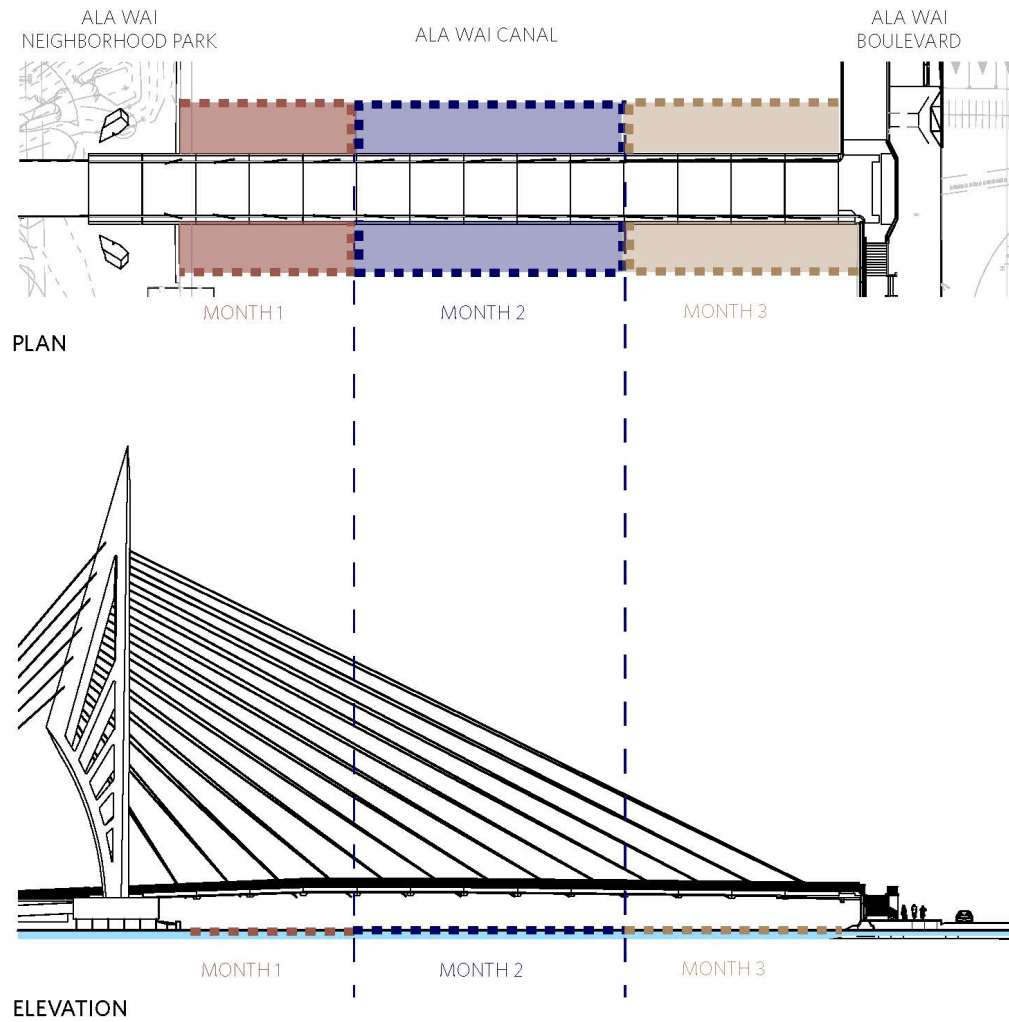 ALA WAI
NEIGHBORHOOD PARK
ALA WAI CANAL
ALA WAI
BOULEVARD
MONTH 1
MONTH 2
MONTH 3
PLAN
MONTH 1
MONTH 2
MONTH 3
ELEVATION